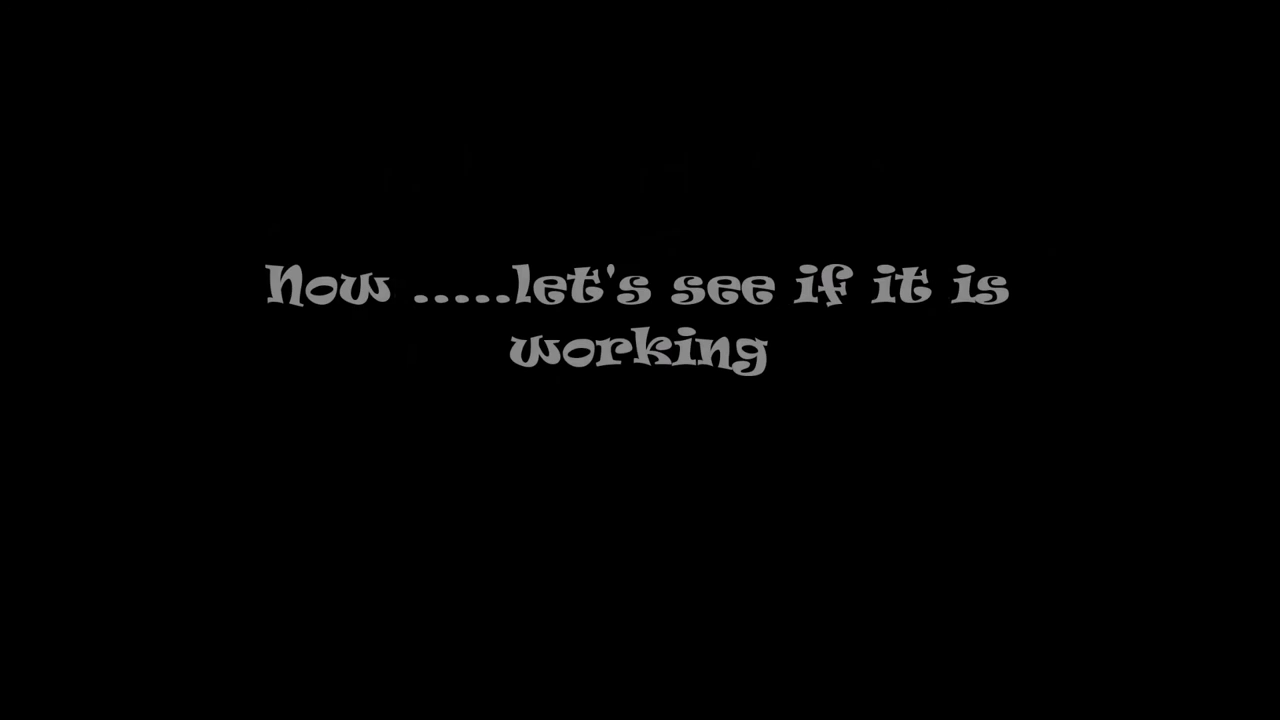 Now .....let's see if it is
working